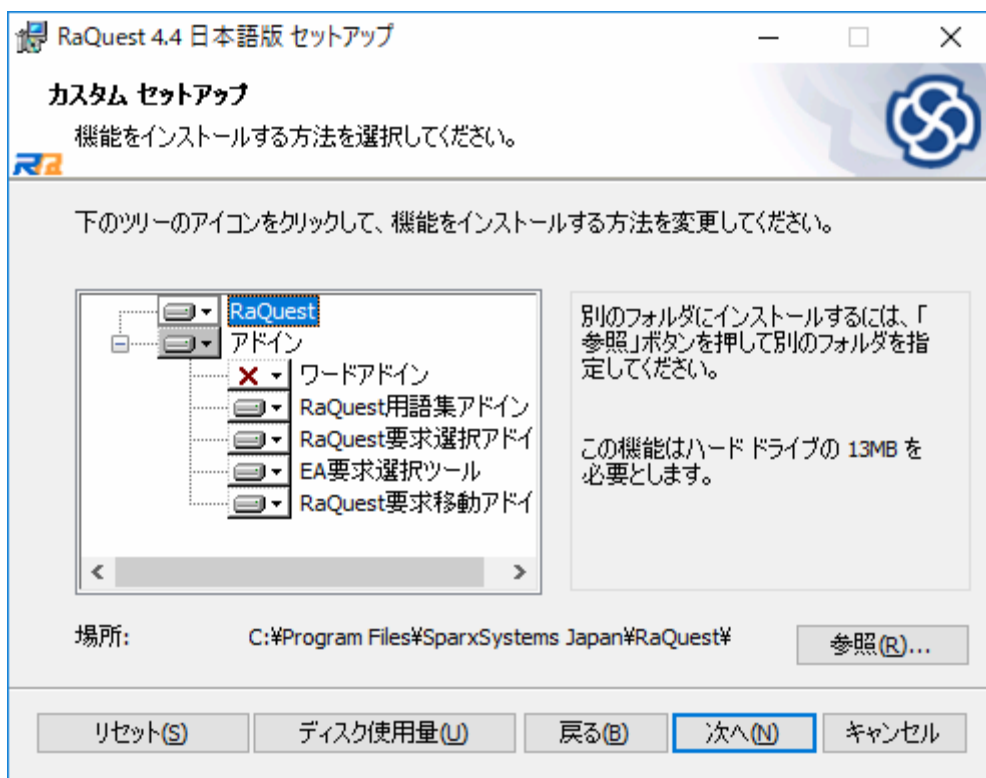 RaQuest 4.4 日本語版 セットアップ
カスタム セットアップ
機能をインストールする方法を選択してください。
Ra
下のツリーのアイコンをクリックして、機能をインストールする方法を変更してください。
RaQuest
アドイン
ワードアドイン
RaQuest用語集アドイン
RaQuest要求選択アドイ
EA要求選択ツール
RaQuest要求移動アドイ
別のフォルダにインストールするには、「
参照」ボタンを押して別のフォルダを指
定してください。
この機能はハード ドライブの 13MB を
必要とします。
場所:
C:¥Program Files¥SparxSystems Japan¥RaQuest¥
参照(R)...
リセット(S)
ディスク使用量(U)
戻る(B)
次へ(N)
キャンセル